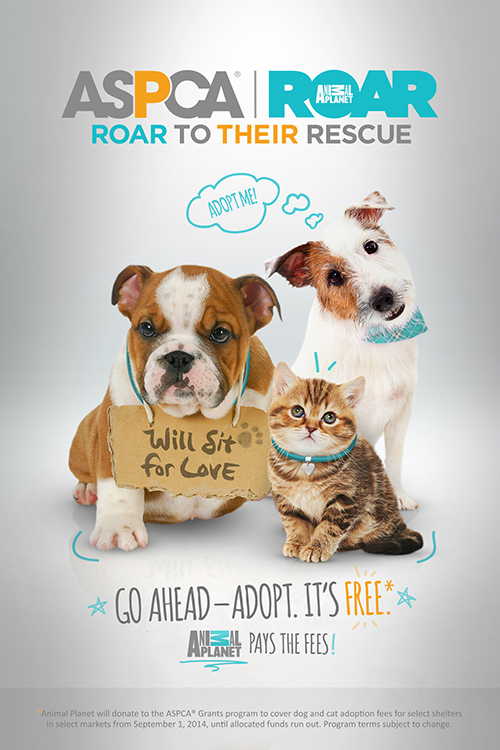 ASPCA® | ROAR ANIMAL PLANET
ROAR TO THEIR RESCUE
ADOPT ME!
Will Sit
for Love
GO AHEAD – ADOPT. IT'S FREE.*
ANIMAL PLANET PAYS THE FEES!
*Animal Planet will donate to the ASPCA® Grants program to cover dog and cat adoption fees for select shelters
in select markets from September 1, 2014, until allocated funds run out. Program terms subject to change.